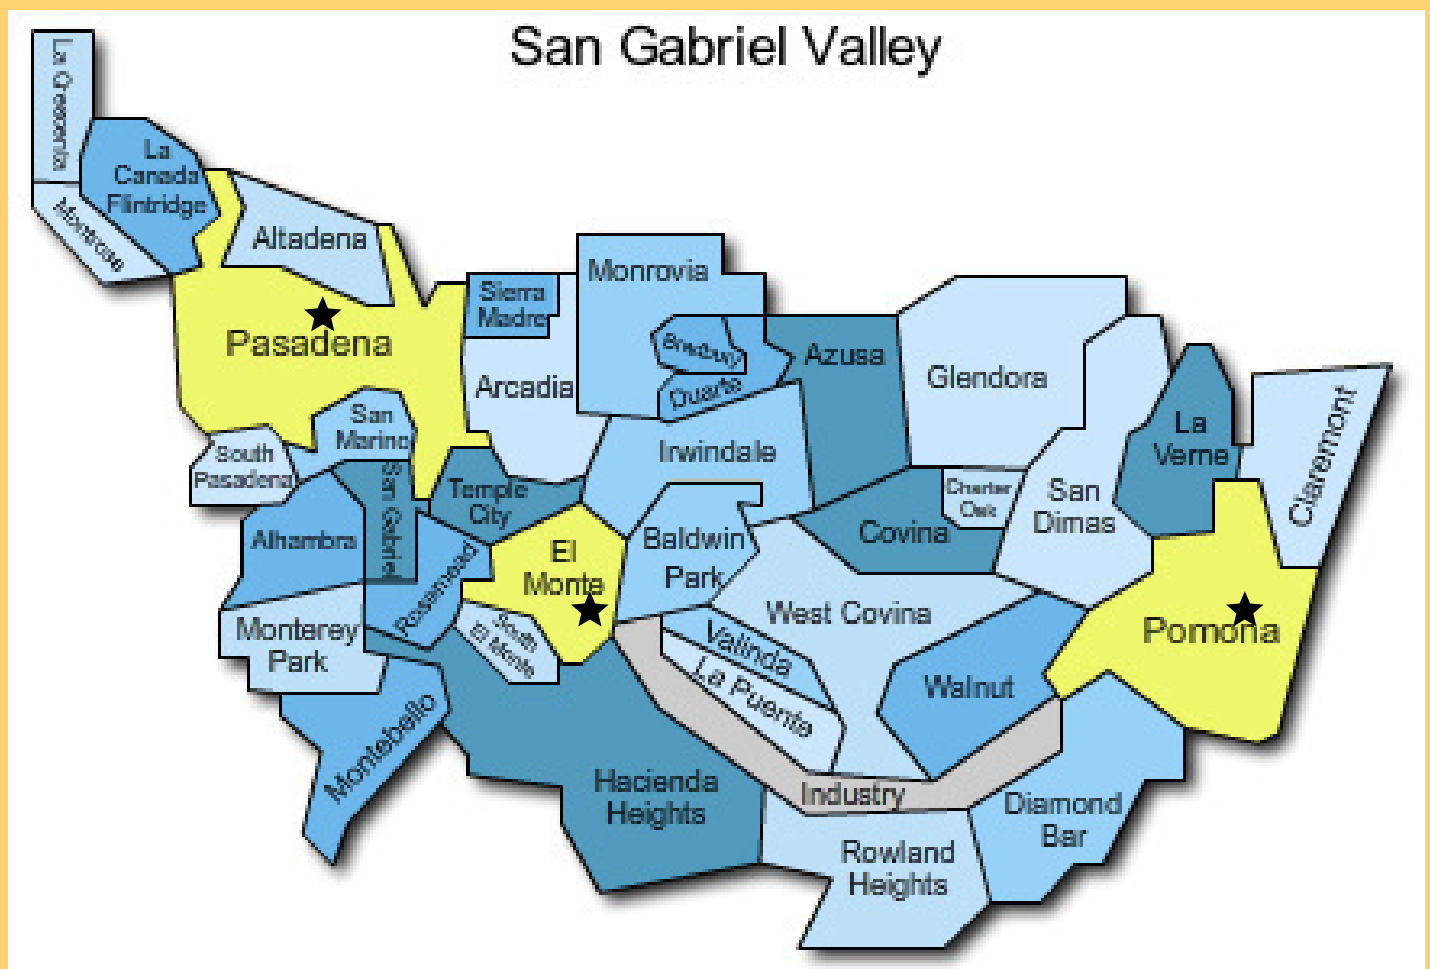 San Gabriel Valley
La Crescenta
La
Canada
Flintridge
Montrose
Altadena
Pasadena
Sierra
Madre
Monrovia
Bradbury
Duarte
Arcadia
Azusa
Glendora
La
Verne
Claremont
San
Marino
South
Pasadena
San Gabriel
Temple
City
Irwindale
Charter
Oak
San
Dimas
Covina
Alhambra
Rosemead
El
Monte
Baldwin
Park
West Covina
Pomona
Monterey
Park
South
El Monte
Valinda
La Puente
Walnut
Montebello
Hacienda
Heights
Industry
Diamond
Bar
Rowland
Heights